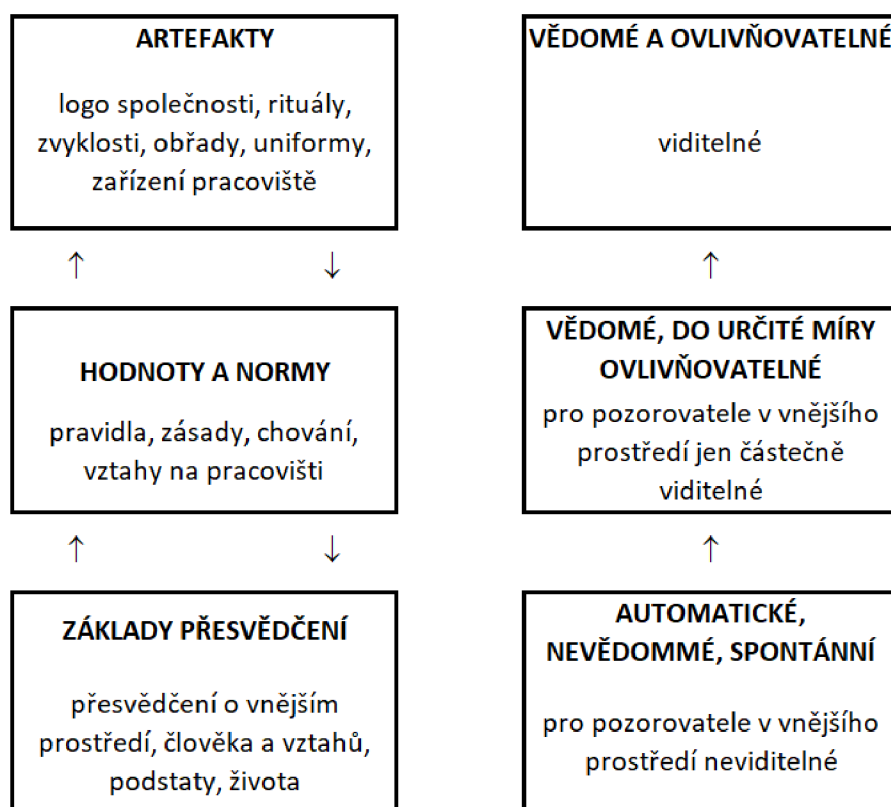 ARTEFAKTY
logo společnosti, rituály,
zvyklosti, obřady, uniformy,
zařízení pracoviště
VĚDOMÉ A OVLIVŇOVATELNÉ
viditelné
↑ ↓ ↑
HODNOTY A NORMY
pravidla, zásady, chování,
vztahy na pracovišti
VĚDOMÉ, DO URČITÉ MÍRY
OVLIVŇOVATELNÉ
pro pozorovatele v vnějšího
prostředí jen částečně
viditelné
↑ ↓ ↑
ZÁKLADY PŘESVĚDČENÍ
přesvědčení o vnějším
prostředí, člověka a vztahů,
podstaty, života
AUTOMATICKÉ,
NEVĚDOMMÉ, SPONTÁNNÍ
pro pozorovatele v vnějšího
prostředí neviditelné